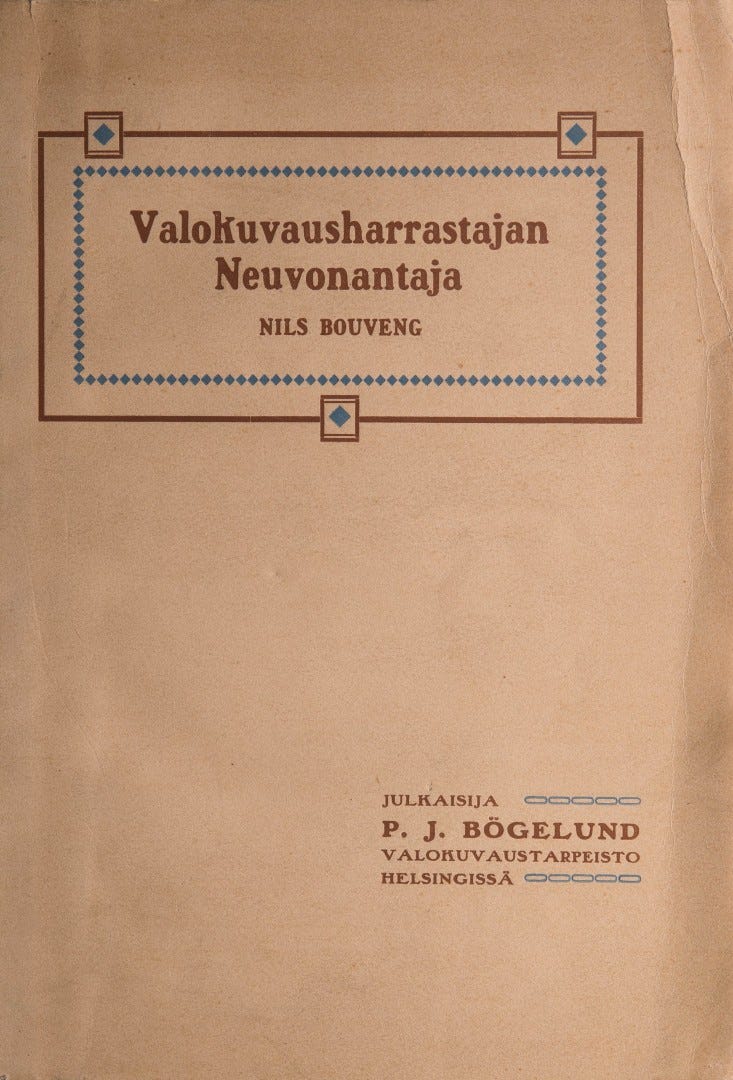 Valokuvausharrastajan
Neuvonantaja
NILS BOUVENG
JULKAISIJA
P. J. BÖGELUND
VALOKUVAUSTARPEISTO
HELSINGISSÄ